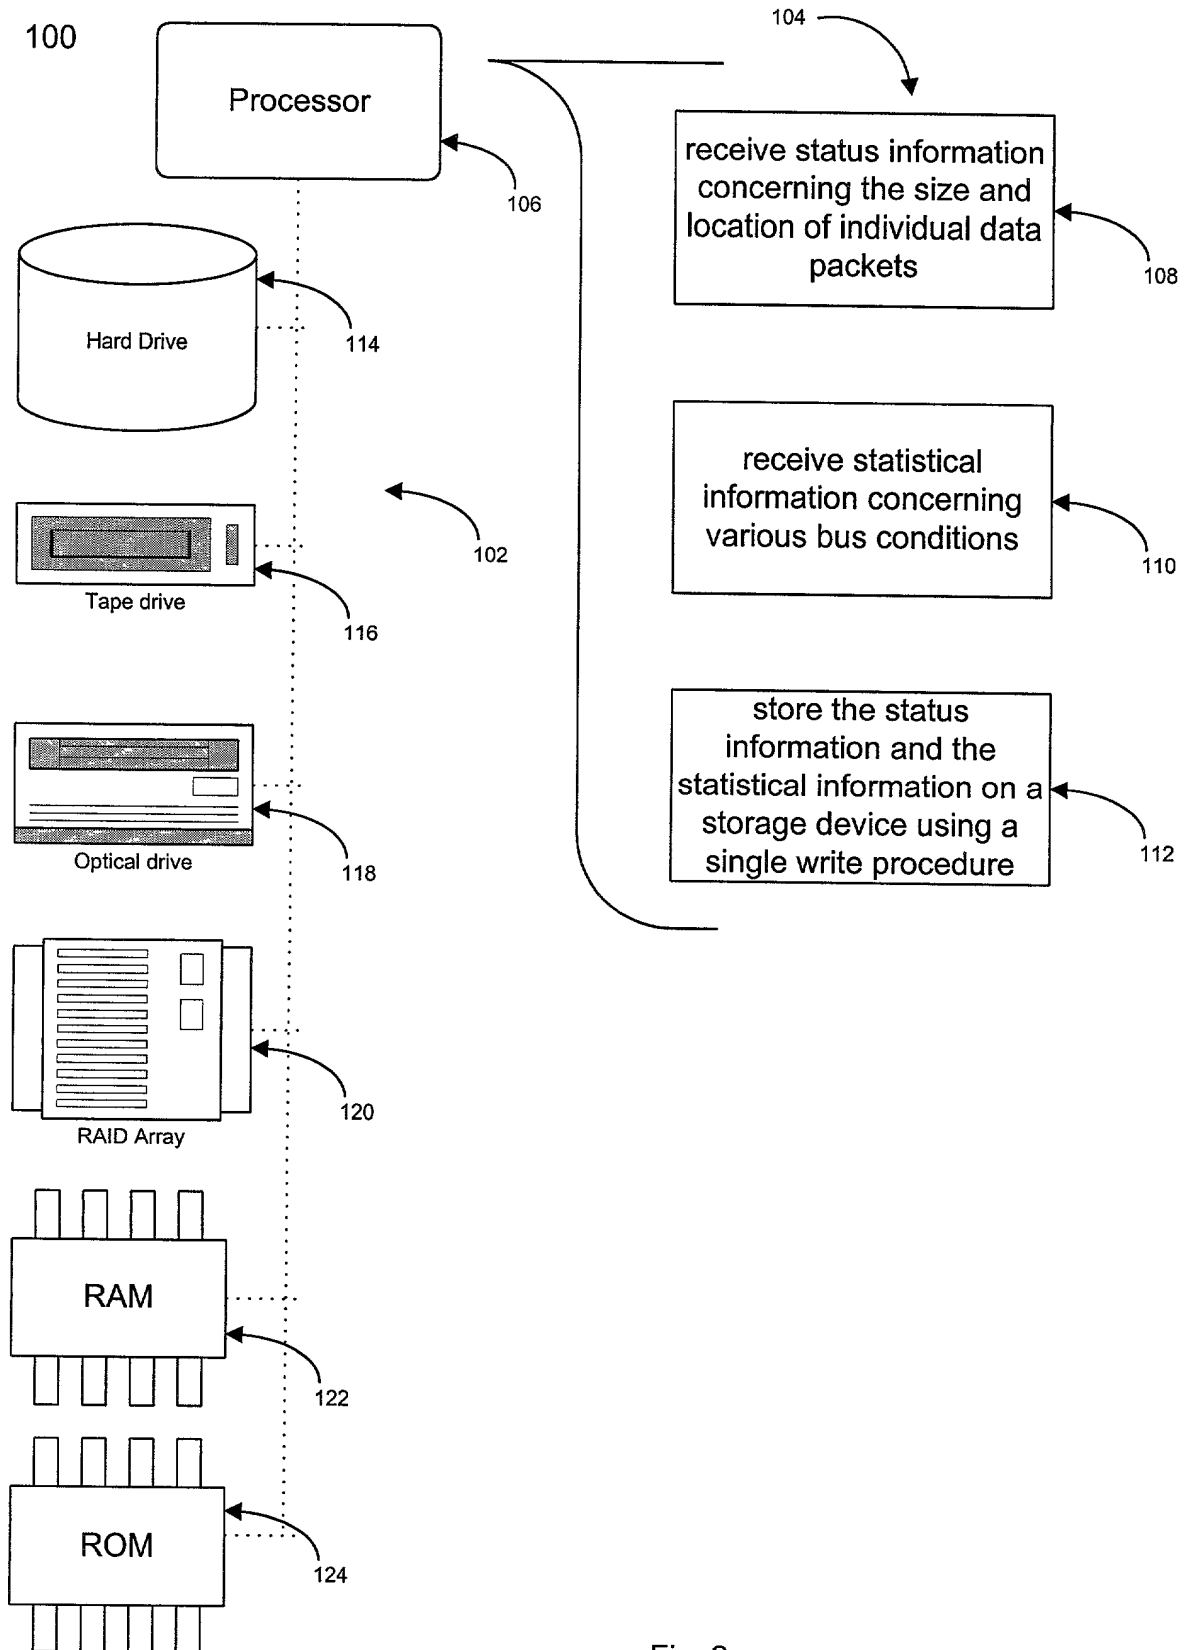 100
Processor
106
Hard Drive
114
102
Tape drive
116
Optical drive
118
RAID Array
120
RAM
122
ROM
124
104
receive status information
concerning the size and
location of individual data
packets
108
receive statistical
information concerning
various bus conditions
110
store the status
information and the
statistical information on a
storage device using a
single write procedure
112